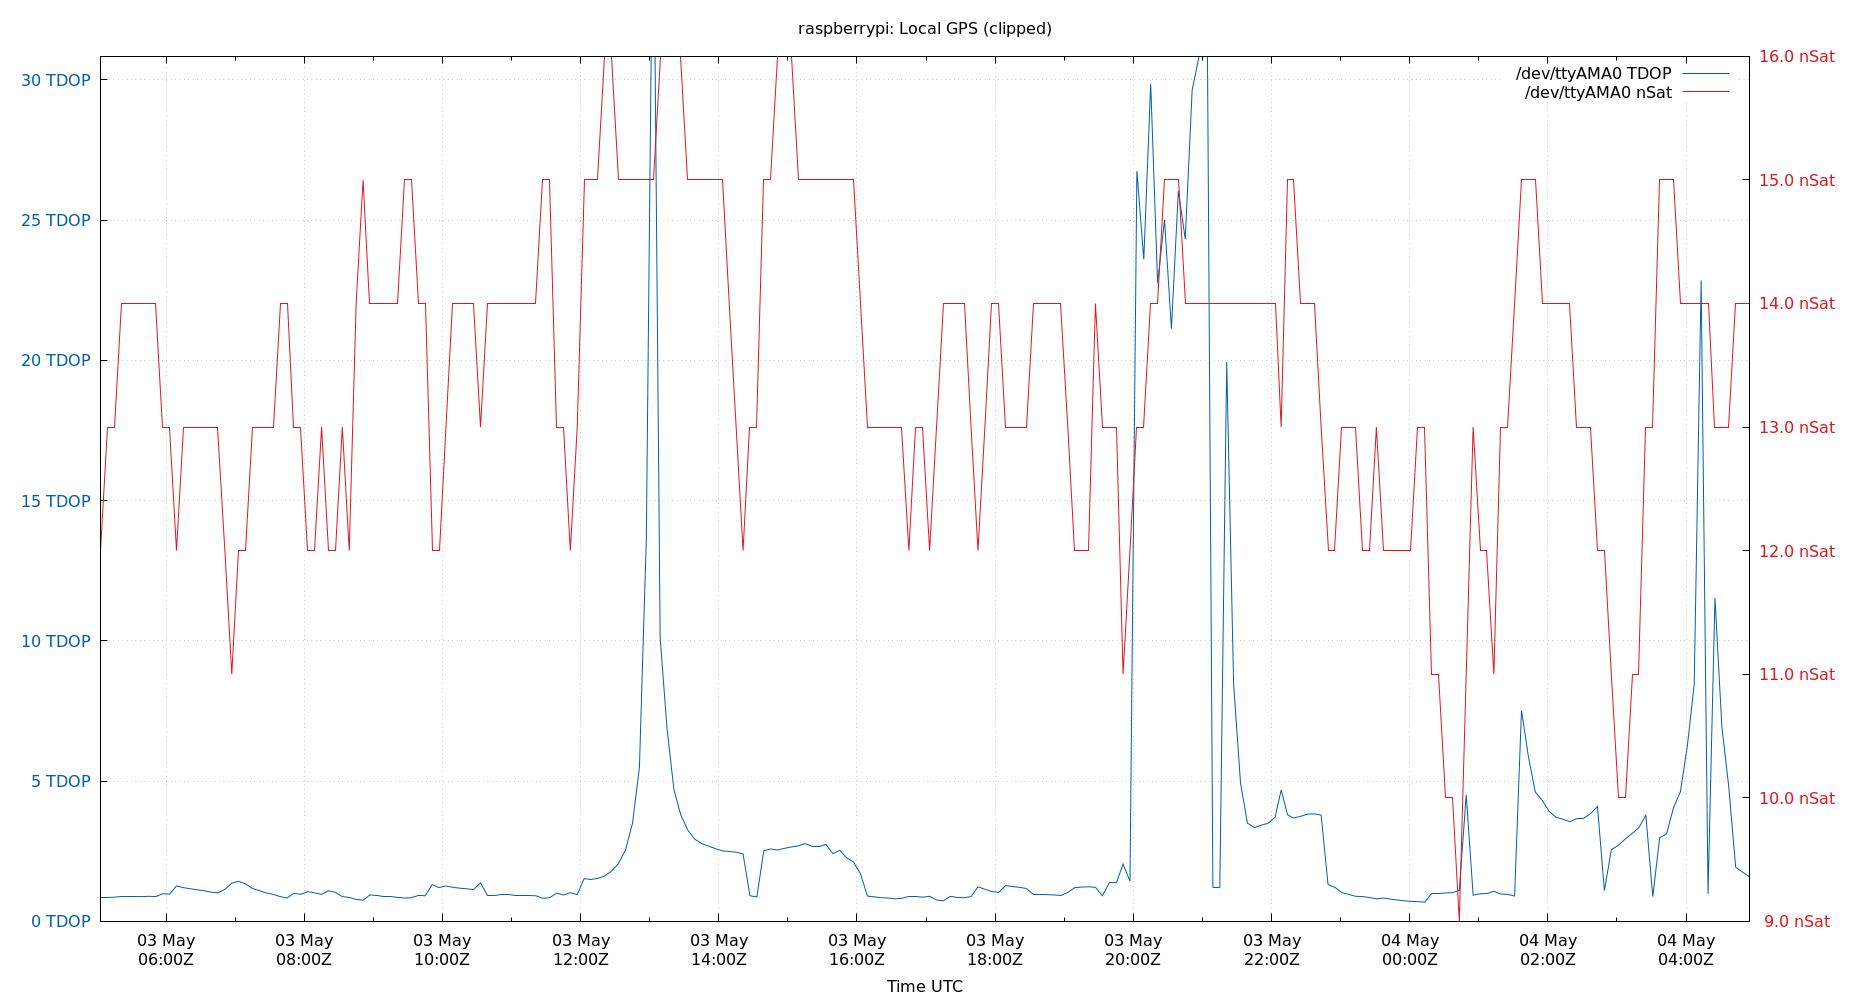 raspberrypi: Local GPS (clipped)
/dev/ttyAMA0 TDOP
/dev/ttyAMA0 nSat
30 TDOP
25 TDOP
20 TDOP
15 TDOP
10 TDOP
5 TDOP
0 TDOP
16.0 nSat
15.0 nSat
14.0 nSat
13.0 nSat
12.0 nSat
11.0 nSat
10.0 nSat
9.0 nSat
03 May
06:00Z
03 May
08:00Z
03 May
10:00Z
03 May
12:00Z
03 May
14:00Z
03 May
16:00Z
03 May
18:00Z
03 May
20:00Z
03 May
22:00Z
04 May
00:00Z
04 May
02:00Z
04 May
04:00Z
Time UTC